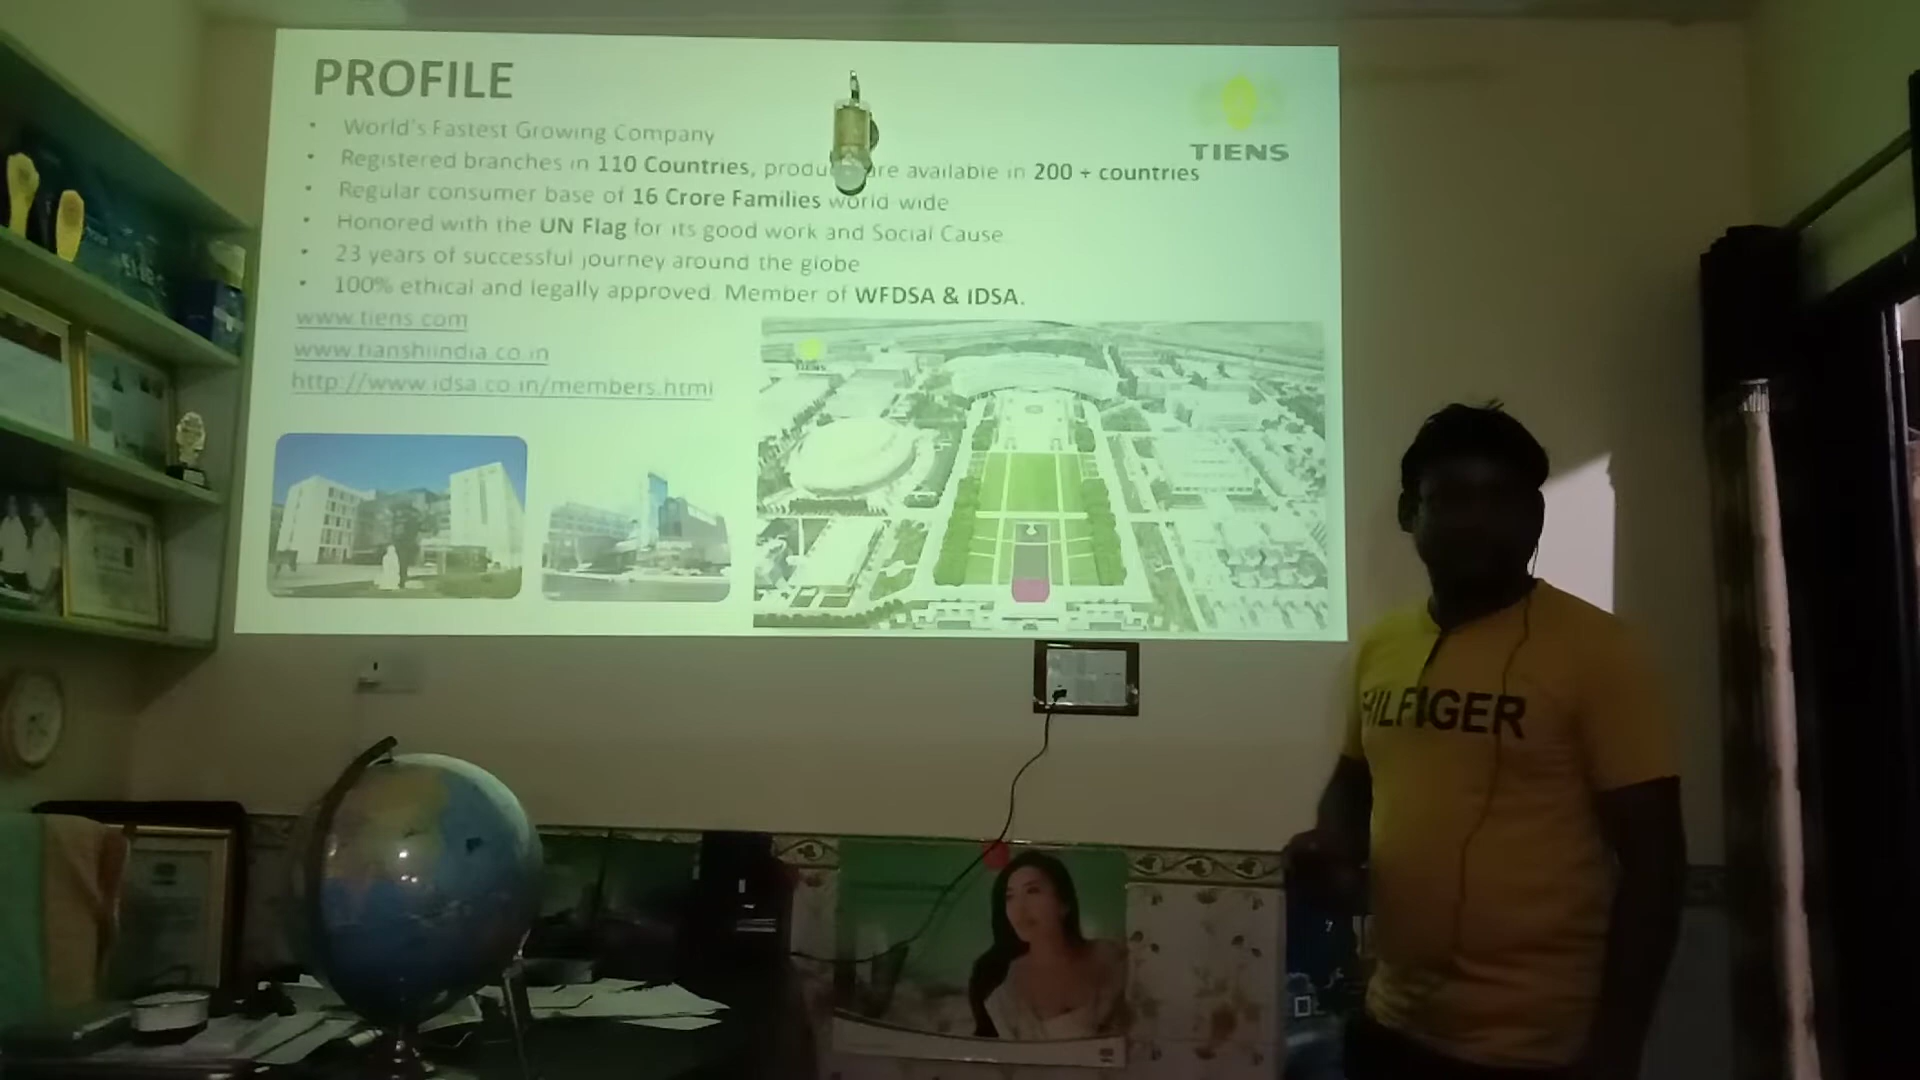 PROFILE
TIENS
• World's Fastest Growing Company
• Registered branches in 110 Countries, are available in 200 + countries
• Regular consumer base of 16 Crore Families world wide
• Honored with the UN Flag for its good work and Social Cause
• 23 years of successful journey around the globe
• 100% ethical and legally approved. Member of WFDSA & IDSA.
www.tiens.com
www.tianshiindia.co.in
http://www.idsa.co.in/members.html
TIENS
HILFIGER